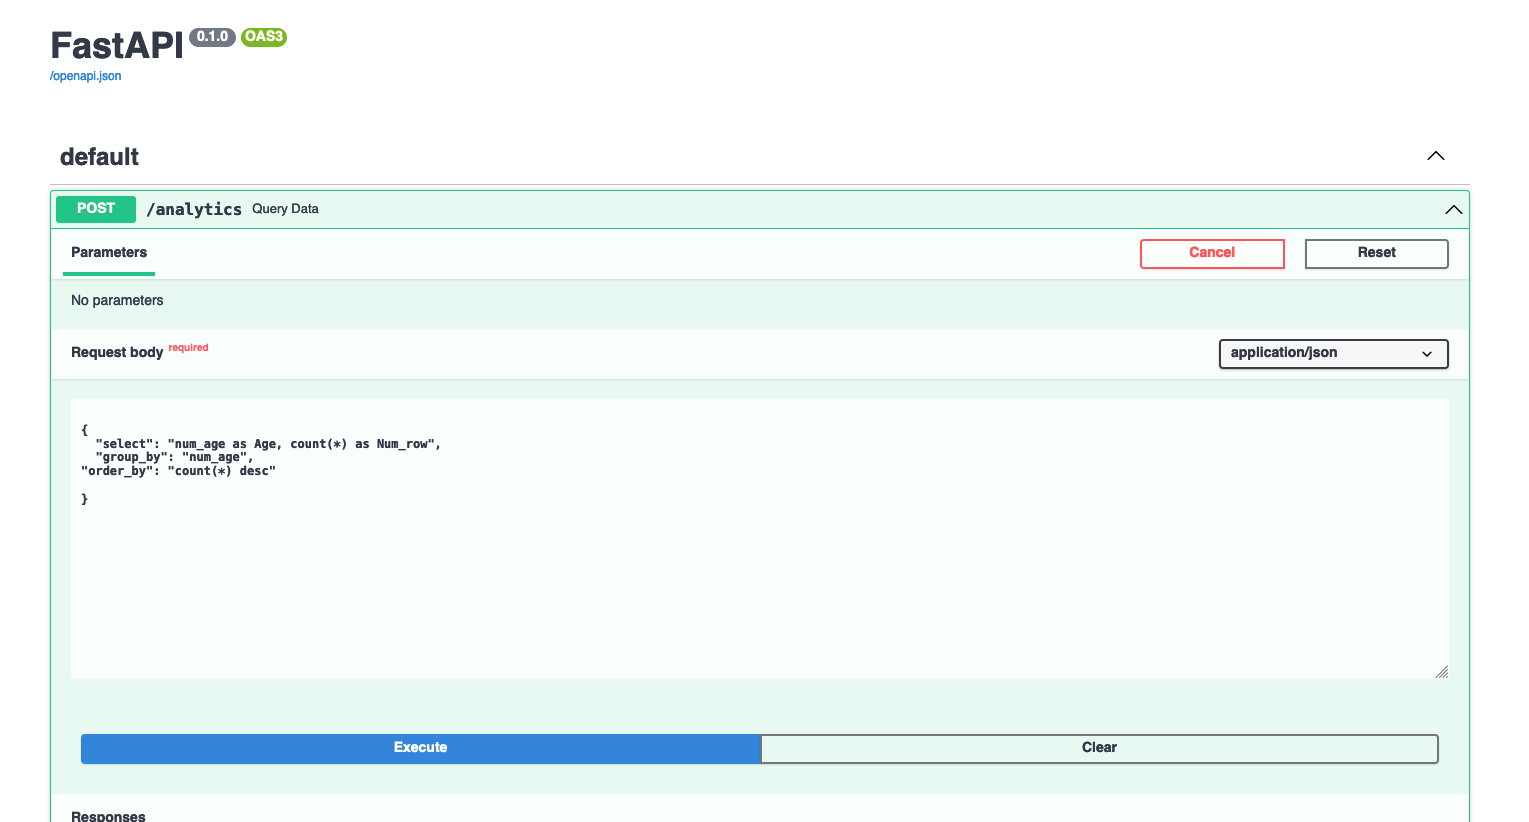 FastAPI 0.1.0 OAS3
/openapi.json
default
POST /analytics Query Data
Parameters
Cancel
Reset
No parameters
Request body required
application/json
{
  "select": "num_age as Age, count(*) as Num_row",
  "group_by": "num_age",
"order_by": "count(*) desc"
}
Execute
Clear
Responses